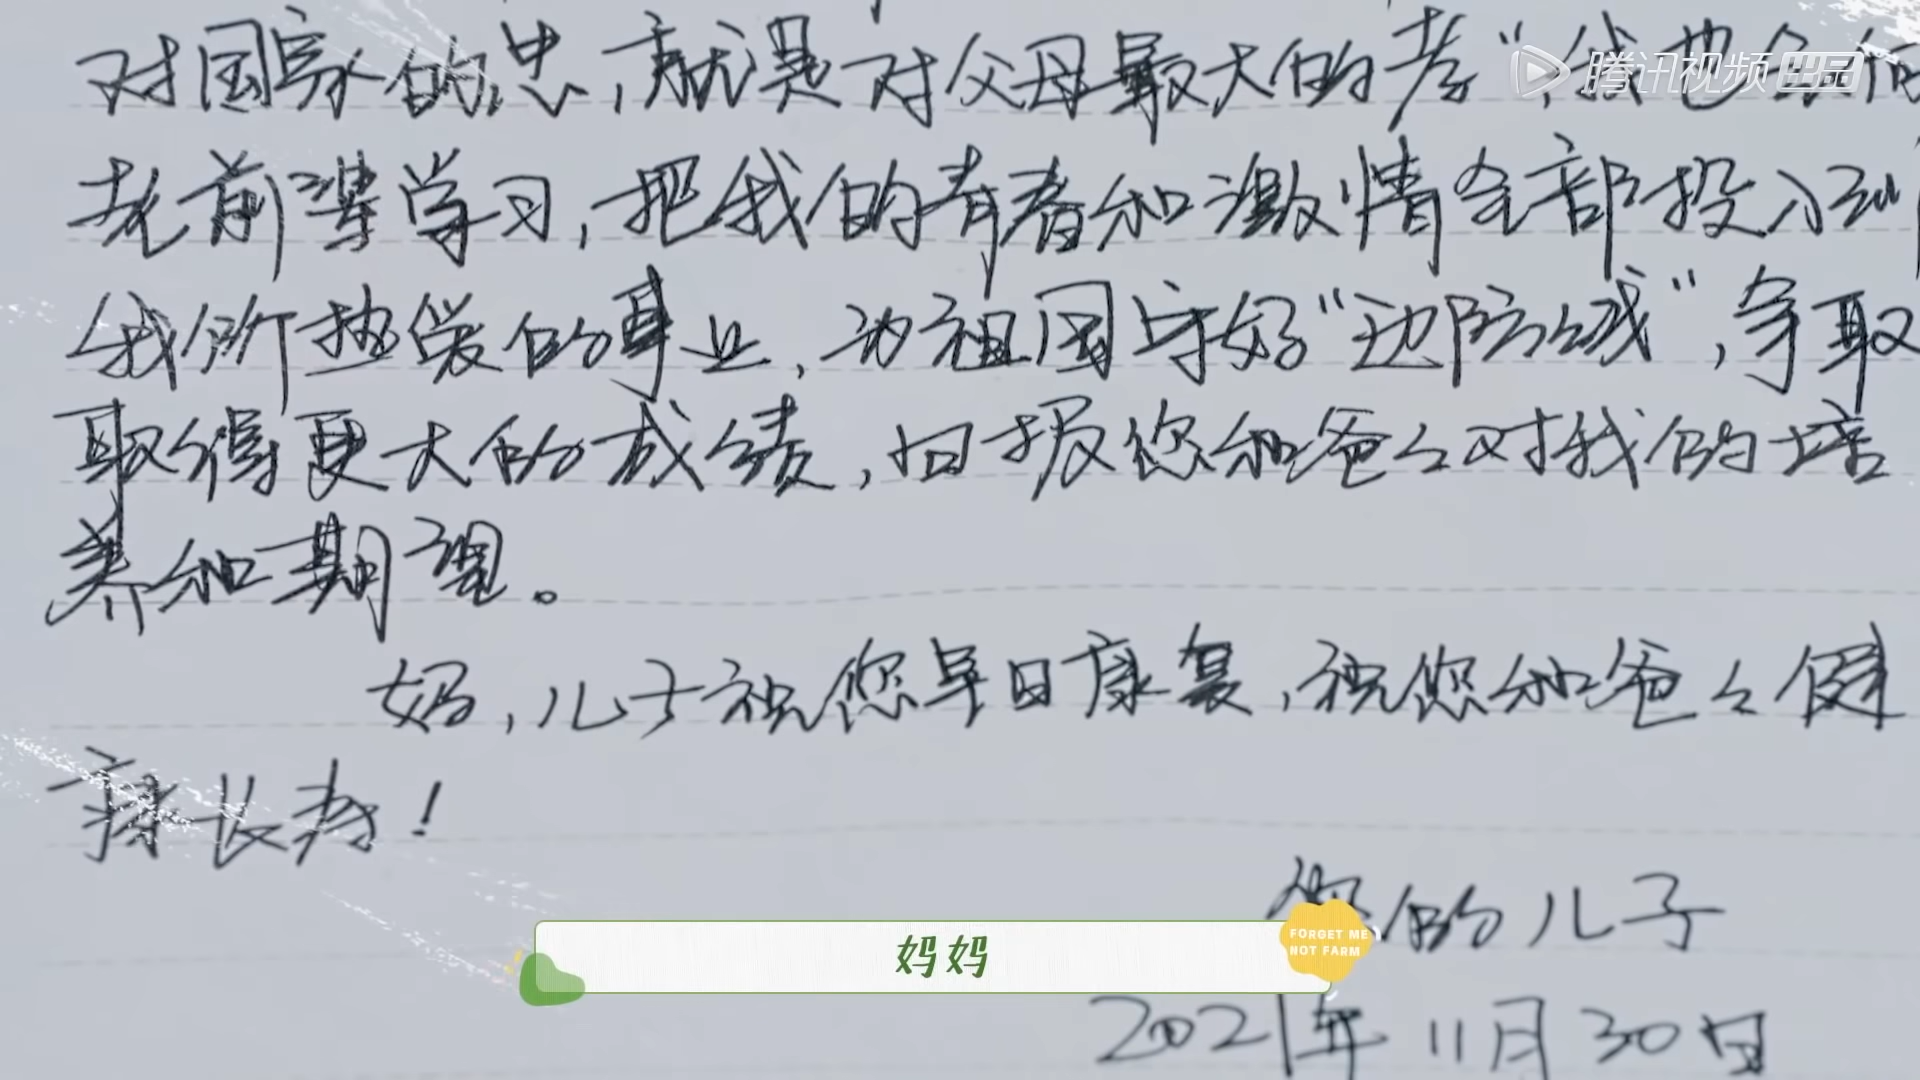 对国家的忠,就是对父母最大的孝",我也会向
老前辈学习,把我的青春和激情全部投入到
我所热爱的事业,为祖国守好"边防线",争取
取得更大的成绩,回报您和爸爸对我的培
养和期望。
妈,儿子祝您早日康复,祝您和爸爸健
康长寿!
您的儿子
2021年11月30日
妈妈
FORGET ME
NOT FARM
腾讯视频 出品